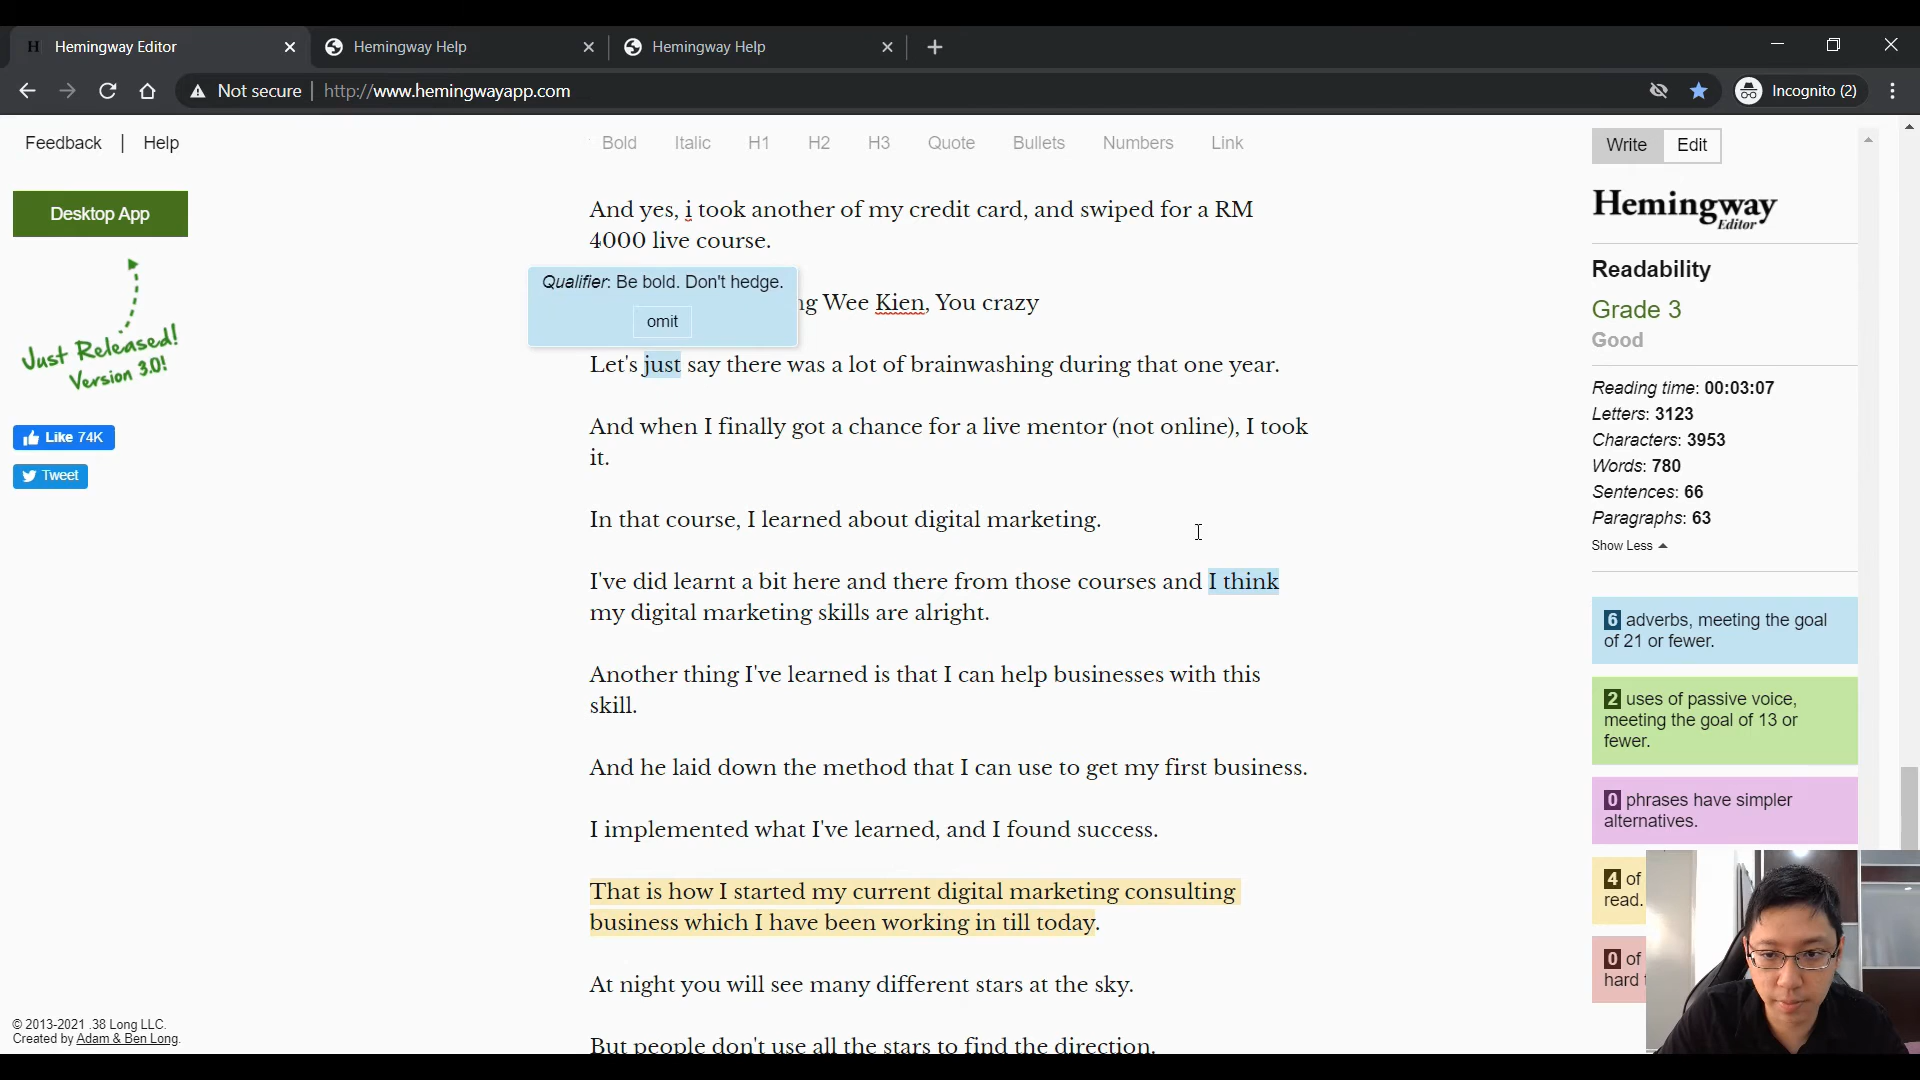 Hemingway Editor
Hemingway Help
Hemingway Help
Not secure
http://www.hemingwayapp.com
Incognito (2)
Feedback | Help
Bold Italic H1 H2 H3 Quote Bullets Numbers Link
Write Edit
Desktop App
Just Released!
Version 3.0!
Like 74K
Tweet
And yes, i took another of my credit card, and swiped for a RM
4000 live course.
Qualifier: Be bold. Don't hedge.
omit
ng Wee Kien, You crazy
Let's just say there was a lot of brainwashing during that one year.
And when I finally got a chance for a live mentor (not online), I took
it.
In that course, I learned about digital marketing.
I've did learnt a bit here and there from those courses and I think
my digital marketing skills are alright.
Another thing I've learned is that I can help businesses with this
skill.
And he laid down the method that I can use to get my first business.
I implemented what I've learned, and I found success.
That is how I started my current digital marketing consulting
business which I have been working in till today.
At night you will see many different stars at the sky.
But people don't use all the stars to find the direction.
Hemingway
Editor
Readability
Grade 3
Good
Reading time: 00:03:07
Letters: 3123
Characters: 3953
Words: 780
Sentences: 66
Paragraphs: 63
Show Less
6 adverbs, meeting the goal
of 21 or fewer.
2 uses of passive voice,
meeting the goal of 13 or
fewer.
0 phrases have simpler
alternatives.
4 of
read.
0 of
hard
© 2013-2021 .38 Long LLC.
Created by Adam & Ben Long.